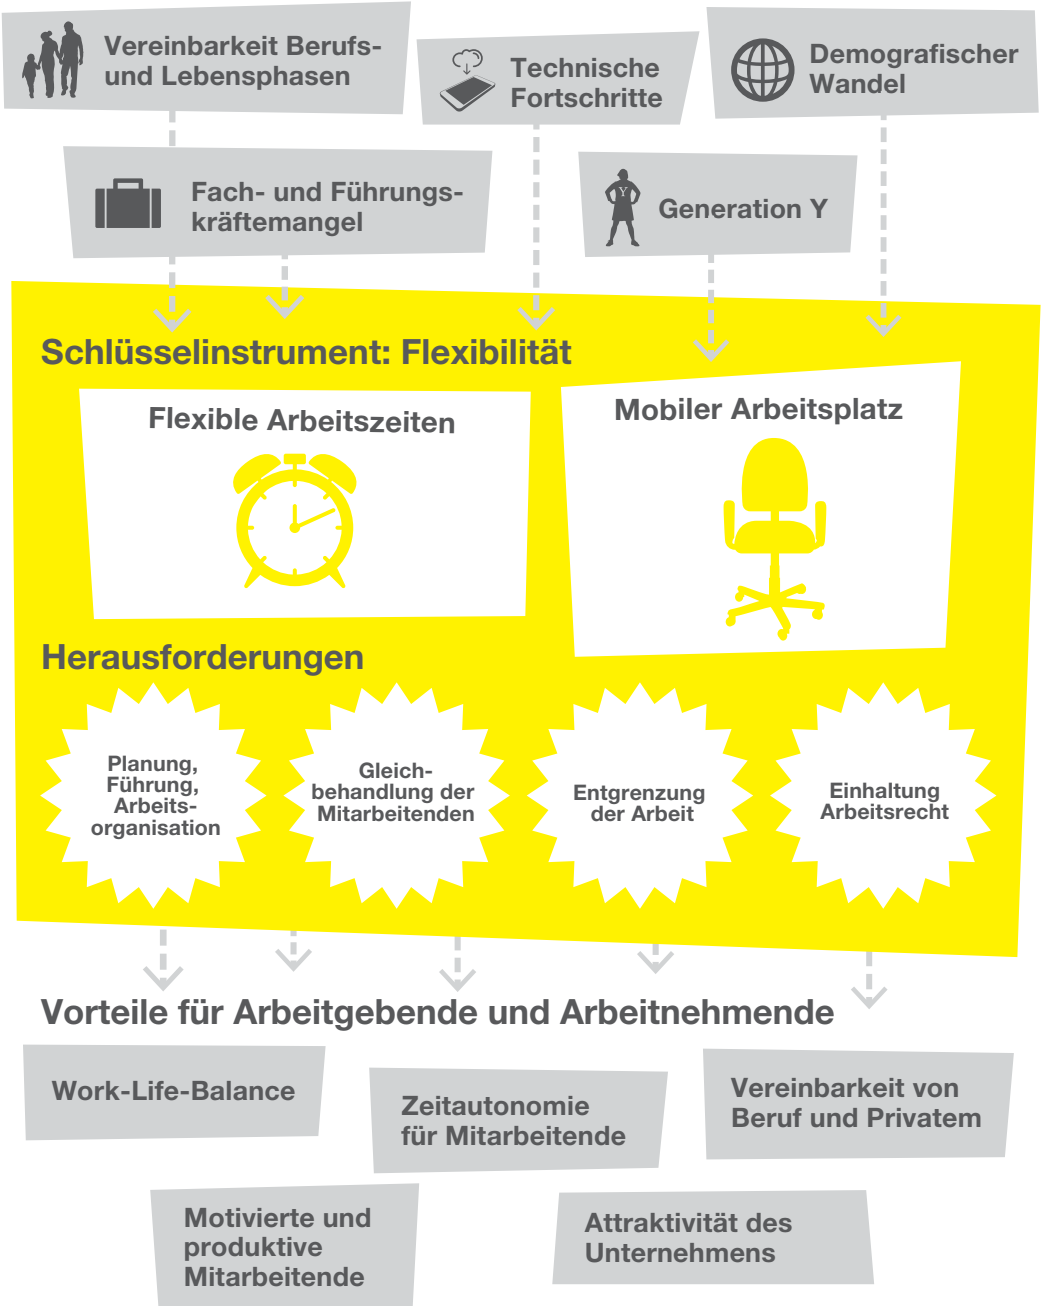 Vereinbarkeit Berufs-
und Lebensphasen
Technische
Fortschritte
Demografischer
Wandel
Fach- und Führungs-
kräftemangel
Y
Generation Y
Schlüsselinstrument: Flexibilität
Flexible Arbeitszeiten
Mobiler Arbeitsplatz
Herausforderungen
Planung,
Führung,
Arbeits-
organisation
Gleich-
behandlung der
Mitarbeitenden
Entgrenzung
der Arbeit
Einhaltung
Arbeitsrecht
Vorteile für Arbeitgebende und Arbeitnehmende
Work-Life-Balance
Zeitautonomie
für Mitarbeitende
Vereinbarkeit von
Beruf und Privatem
Motivierte und
produktive
Mitarbeitende
Attraktivität des
Unternehmens